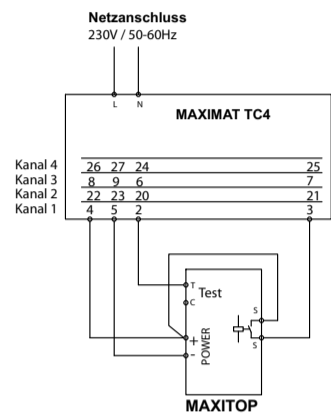 Netzanschluss
230V / 50-60Hz
L N
MAXIMAT TC4
Kanal 4 26 27 24 25
Kanal 3 8 9 6 7
Kanal 2 22 23 20 21
Kanal 1 4 5 2 3
T Test
C
S
+
S
-
POWER
MAXITOP